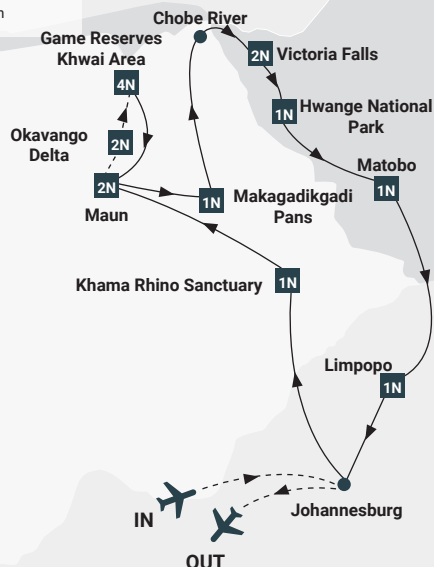 n
Chobe River
Game Reserves
Khwai Area
4N
2N
Victoria Falls
1N
Hwange National
Park
Okavango
Delta
2N
Matobo
1N
2N
Maun
1N
Makagadikgadi
Pans
Khama Rhino Sanctuary
1N
Limpopo
1N
IN
Johannesburg
OUT